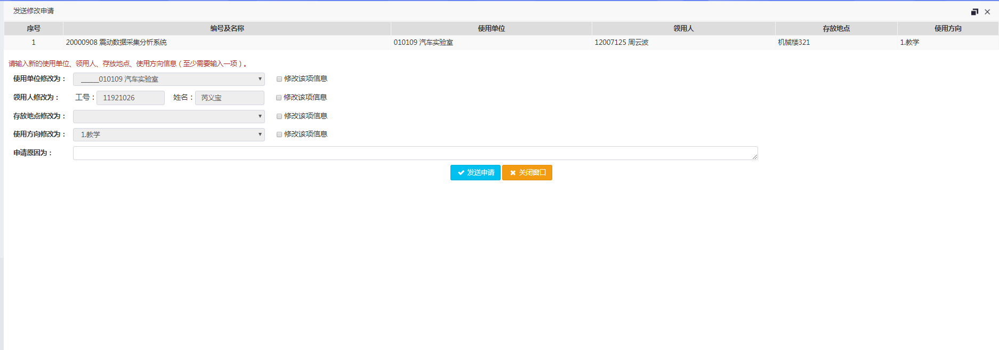 发送修改申请
序号 编号及名称 使用单位 领用人 存放地点 使用方向
1 20000908 震动数据采集分析系统 010109 汽车实验室 12007125 周云波 机械楼321 1.教学
请输入新的使用单位、领用人、存放地点、使用方向信息（至少需要输入一项）。
使用单位修改为： ______010109 汽车实验室 修改该项信息
领用人修改为： 工号： 11921026 姓名： 芮义宝 修改该项信息
存放地点修改为： 修改该项信息
使用方向修改为： 1.教学 修改该项信息
申请原因为：
发送申请 关闭窗口